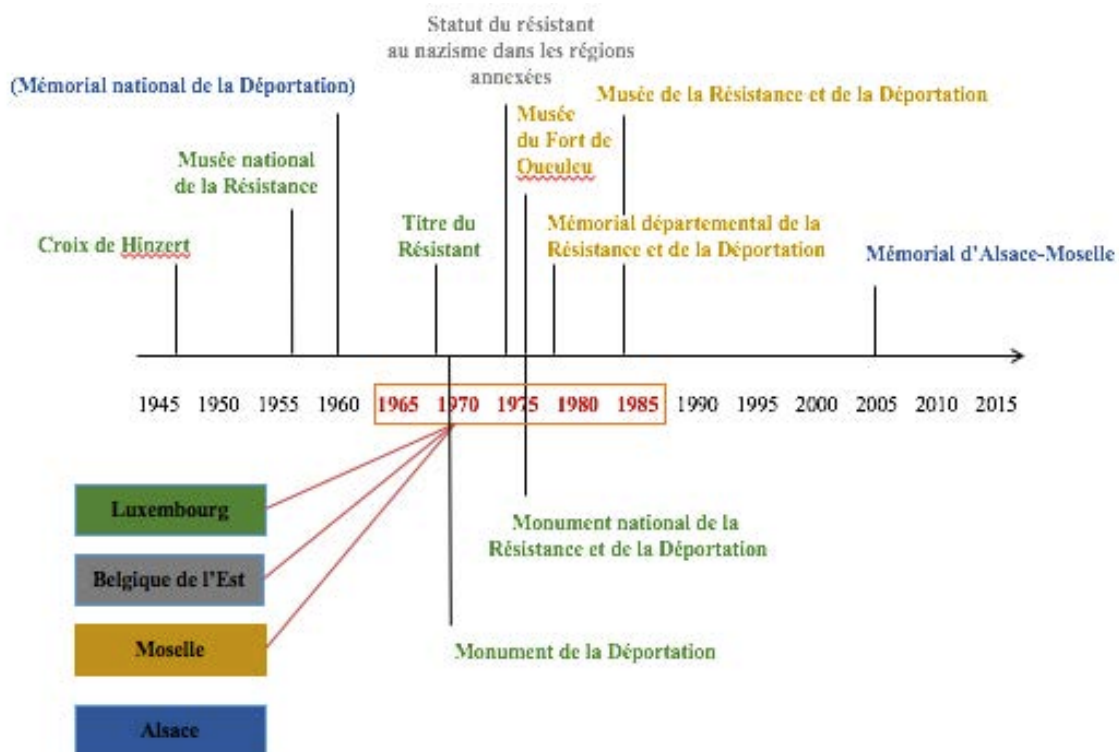 Statut du résistant
au nazisme dans les régions
annexées
(Mémorial national de la Déportation)
Musée de la Résistance et de la Déportation
Musée
du Fort de
Queuleu
Musée national
de la Résistance
Titre du
Résistant
Mémorial départemental de la
Résistance et de la Déportation
Croix de Hinzert
Mémorial d'Alsace-Moselle
1945 1950 1955 1960 1965 1970 1975 1980 1985 1990 1995 2000 2005 2010 2015
Luxembourg
Monument national de la
Résistance et de la Déportation
Belgique de l'Est
Moselle
Monument de la Déportation
Alsace